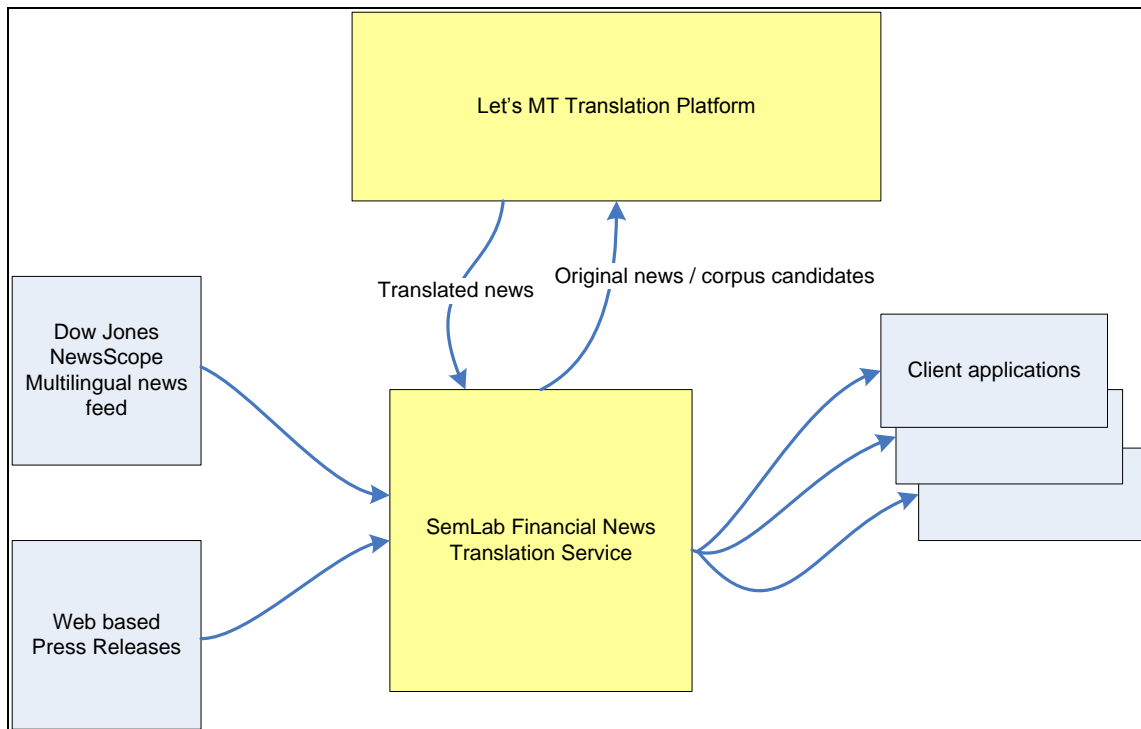 Let's MT Translation Platform
Translated news
Original news / corpus candidates
Dow Jones
NewsScope
Multilingual news
feed
Client applications
SemLab Financial News
Translation Service
Web based
Press Releases